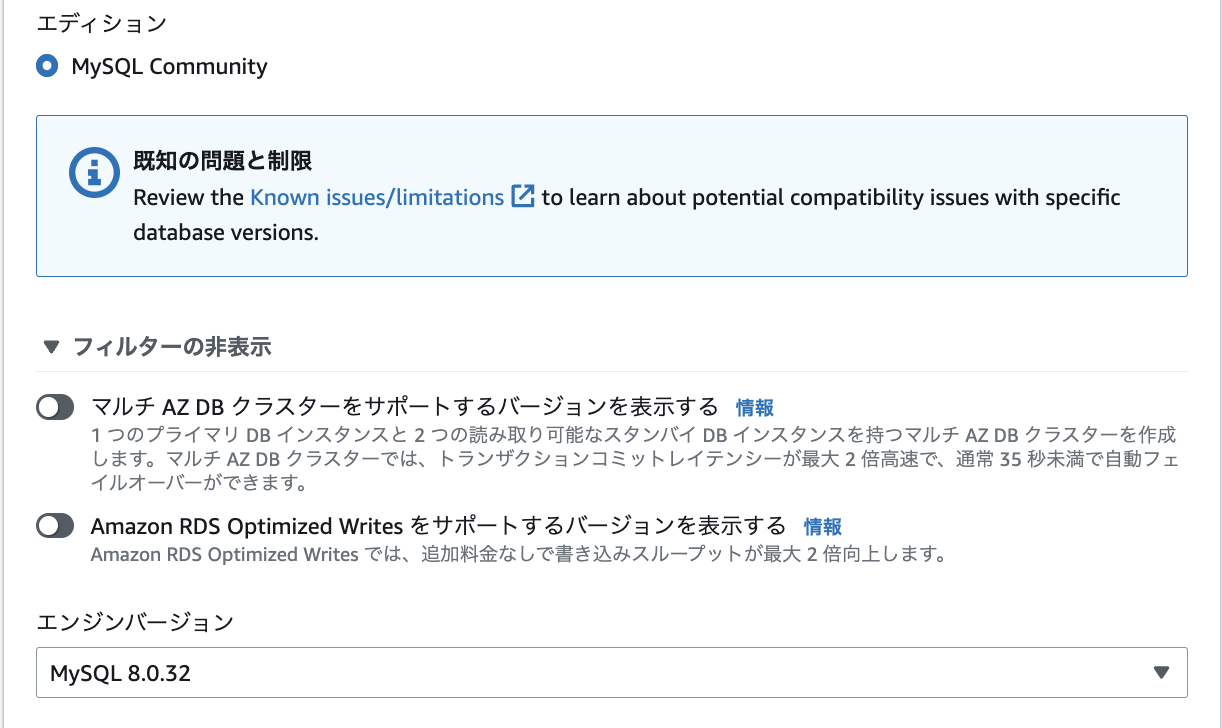 エディション
MySQL Community
既知の問題と制限
Review the Known issues/limitations to learn about potential compatibility issues with specific
database versions.
フィルターの非表示
マルチ AZ DB クラスターをサポートするバージョンを表示する 情報
1 つのプライマリ DB インスタンスと 2 つの読み取り可能なスタンバイ DB インスタンスを持つマルチ AZ DB クラスターを作成
します。マルチ AZ DB クラスターでは、トランザクションコミットレイテンシーが最大 2 倍高速で、通常 35 秒未満で自動フェ
イルオーバーができます。
Amazon RDS Optimized Writes をサポートするバージョンを表示する 情報
Amazon RDS Optimized Writes では、追加料金なしで書き込みスループットが最大 2 倍向上します。
エンジンバージョン
MySQL 8.0.32